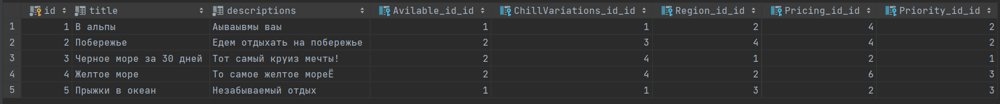 id title descriptions Avilable_id_id ChillVariations_id_id Region_id_id Pricing_id_id Priority_id_id
1 1 В альпы Аываывмы ваы 1 1 2 4 2
2 2 Побережье Едем отдыхать на побережье 2 3 4 4 2
3 3 Черное море за 30 дней Тот самый круиз мечты! 2 4 1 2 1
4 4 Желтое море То самое желтое мореЁ 2 4 2 6 3
5 5 Прыжки в океан Незабываемый отдых 1 1 3 2 3